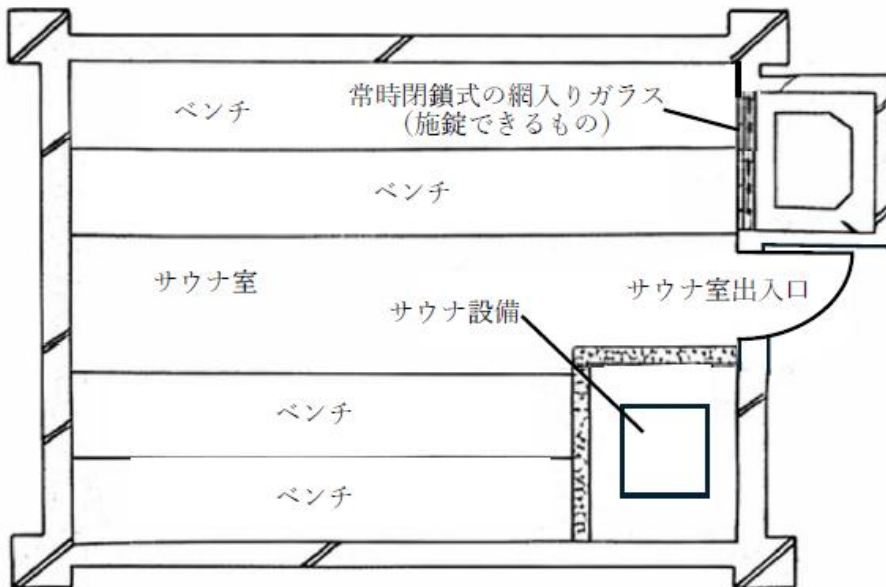 ベンチ
常時閉鎖式の網入りガラス
(施錠できるもの)
ベンチ
サウナ室
サウナ室出入口
サウナ設備
ベンチ
ベンチ